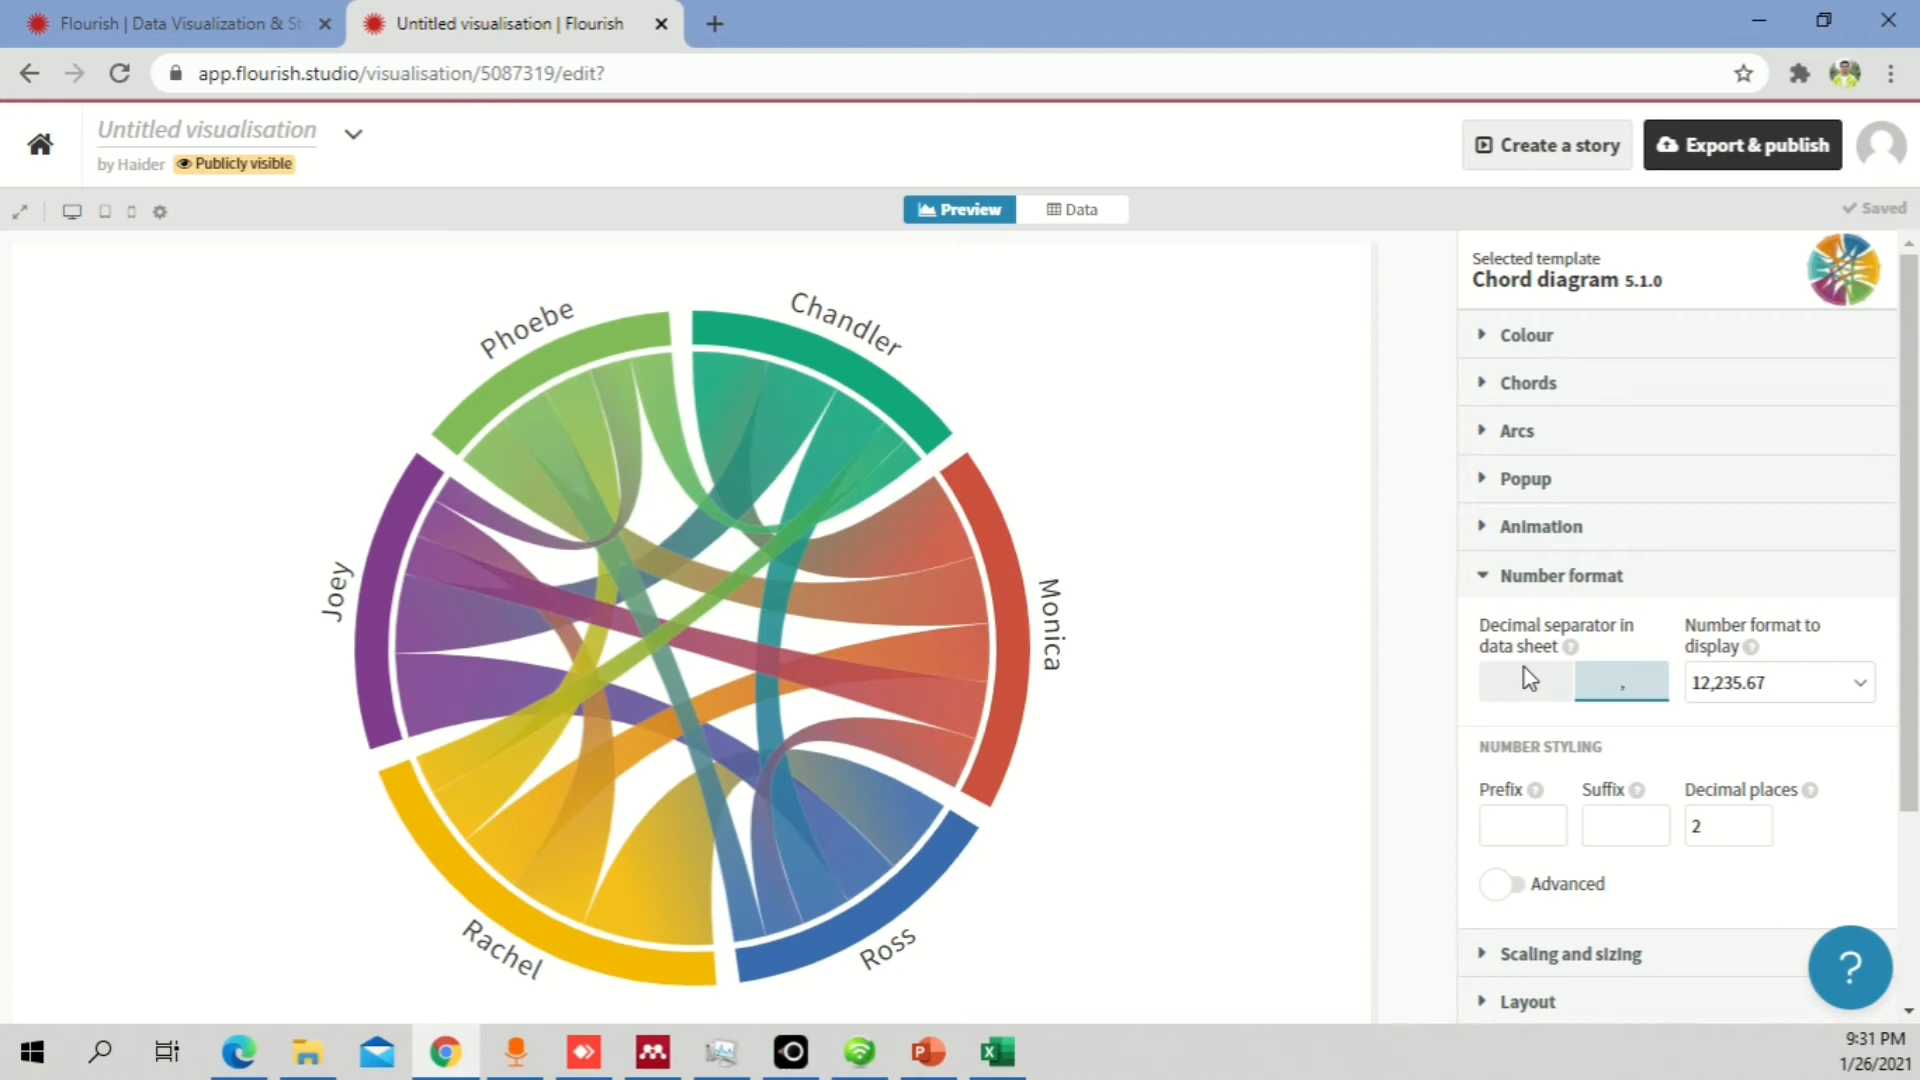 Flourish | Data Visualization & St
Untitled visualisation | Flourish
app.flourish.studio/visualisation/5087319/edit?
Untitled visualisation
by Haider
Publicly visible
Create a story
Export & publish
Preview
Data
Saved
Selected template
Chord diagram 5.1.0
Colour
Chords
Arcs
Popup
Animation
Number format
Decimal separator in
data sheet ?
,
Number format to
display ?
12,235.67
NUMBER STYLING
Prefix ?
Suffix ?
Decimal places ?
2
Advanced
Scaling and sizing
Layout
?
Phoebe
Chandler
Joey
Monica
Rachel
Ross
9:31 PM
1/26/2021